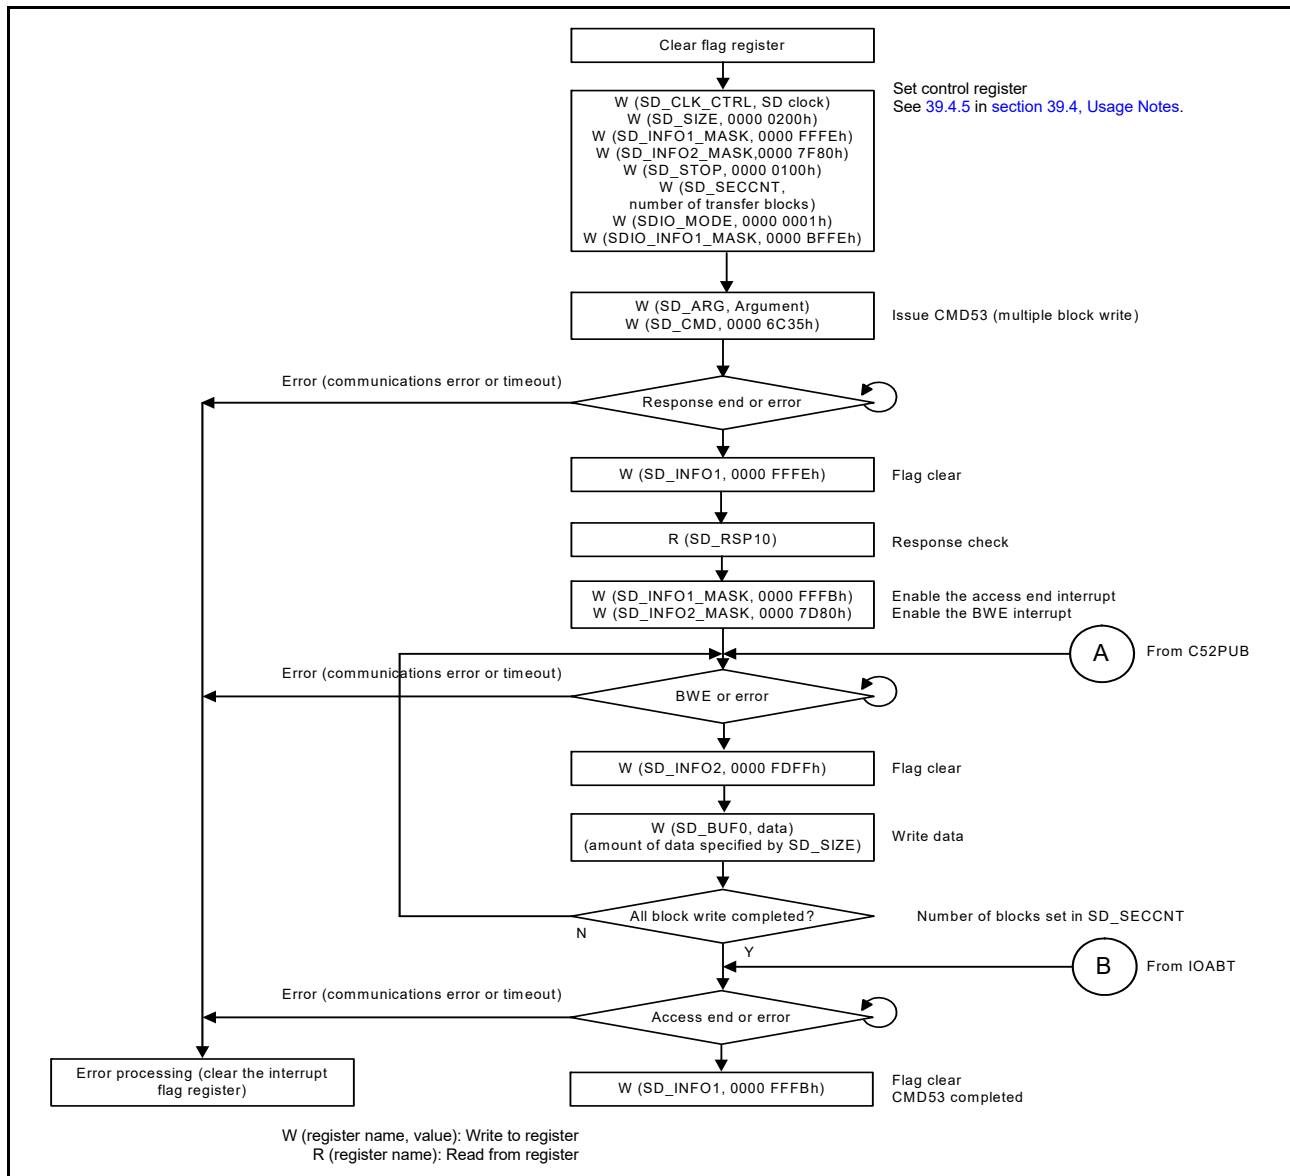 Clear flag register
W (SD_CLK_CTRL, SD clock)
W (SD_SIZE, 0000 0200h)
W (SD_INFO1_MASK, 0000 FFFEh)
W (SD_INFO2_MASK,0000 7F80h)
W (SD_STOP, 0000 0100h)
W (SD_SECCNT,
number of transfer blocks)
W (SDIO_MODE, 0000 0001h)
W (SDIO_INFO1_MASK, 0000 BFFEh)
Set control register
See 39.4.5 in section 39.4, Usage Notes.
W (SD_ARG, Argument)
W (SD_CMD, 0000 6C35h)
Issue CMD53 (multiple block write)
Error (communications error or timeout)
Response end or error
W (SD_INFO1, 0000 FFFEh)
Flag clear
R (SD_RSP10)
Response check
W (SD_INFO1_MASK, 0000 FFFBh)
W (SD_INFO2_MASK, 0000 7D80h)
Enable the access end interrupt
Enable the BWE interrupt
A
From C52PUB
Error (communications error or timeout)
BWE or error
W (SD_INFO2, 0000 FDFFh)
Flag clear
W (SD_BUF0, data)
(amount of data specified by SD_SIZE)
Write data
All block write completed?
Number of blocks set in SD_SECCNT
N
Y
B
From IOABT
Error (communications error or timeout)
Access end or error
Error processing (clear the interrupt
flag register)
W (SD_INFO1, 0000 FFFBh)
Flag clear
CMD53 completed
W (register name, value): Write to register
R (register name): Read from register